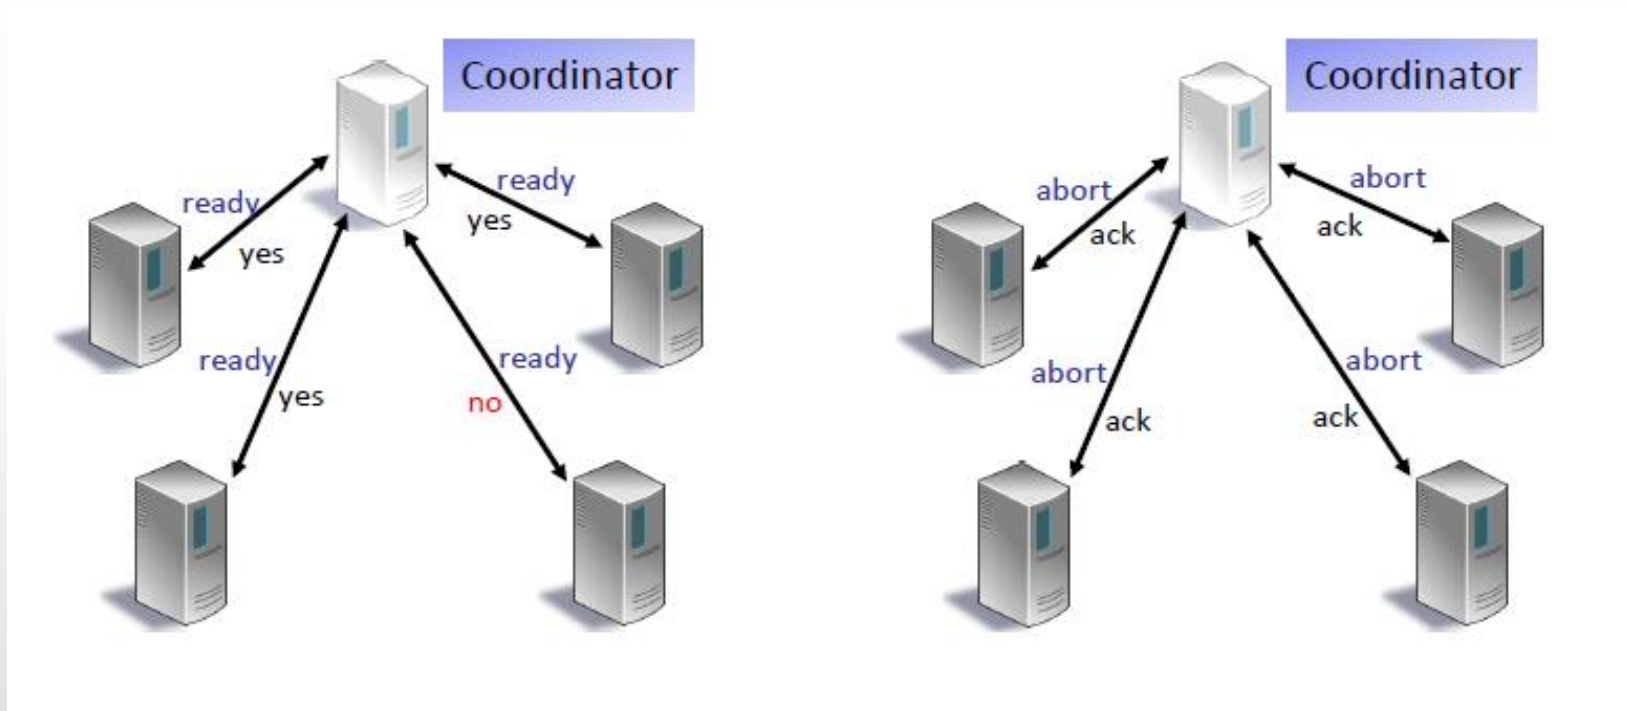 Coordinator
ready
yes
ready
yes
ready
yes
ready
no
Coordinator
abort
ack
abort
ack
abort
ack
abort
ack